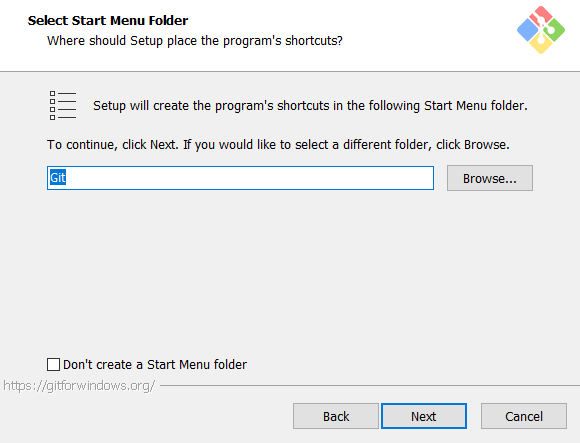 Select Start Menu Folder
Where should Setup place the program's shortcuts?
Setup will create the program's shortcuts in the following Start Menu folder.
To continue, click Next. If you would like to select a different folder, click Browse.
Git
Browse...
Don't create a Start Menu folder
https://gitforwindows.org/
Back
Next
Cancel